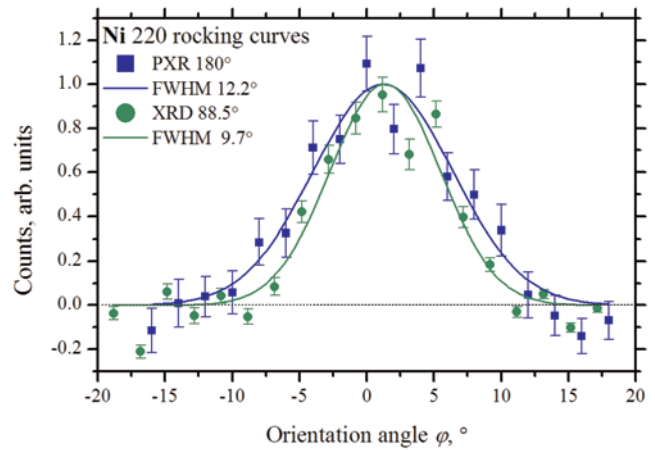 Ni 220 rocking curves
PXR 180°
FWHM 12.2°
XRD 88.5°
FWHM 9.7°
Counts, arb. units
1.2
1.0
0.8
0.6
0.4
0.2
0.0
-0.2
-20 -15 -10 -5 0 5 10 15 20
Orientation angle φ, °